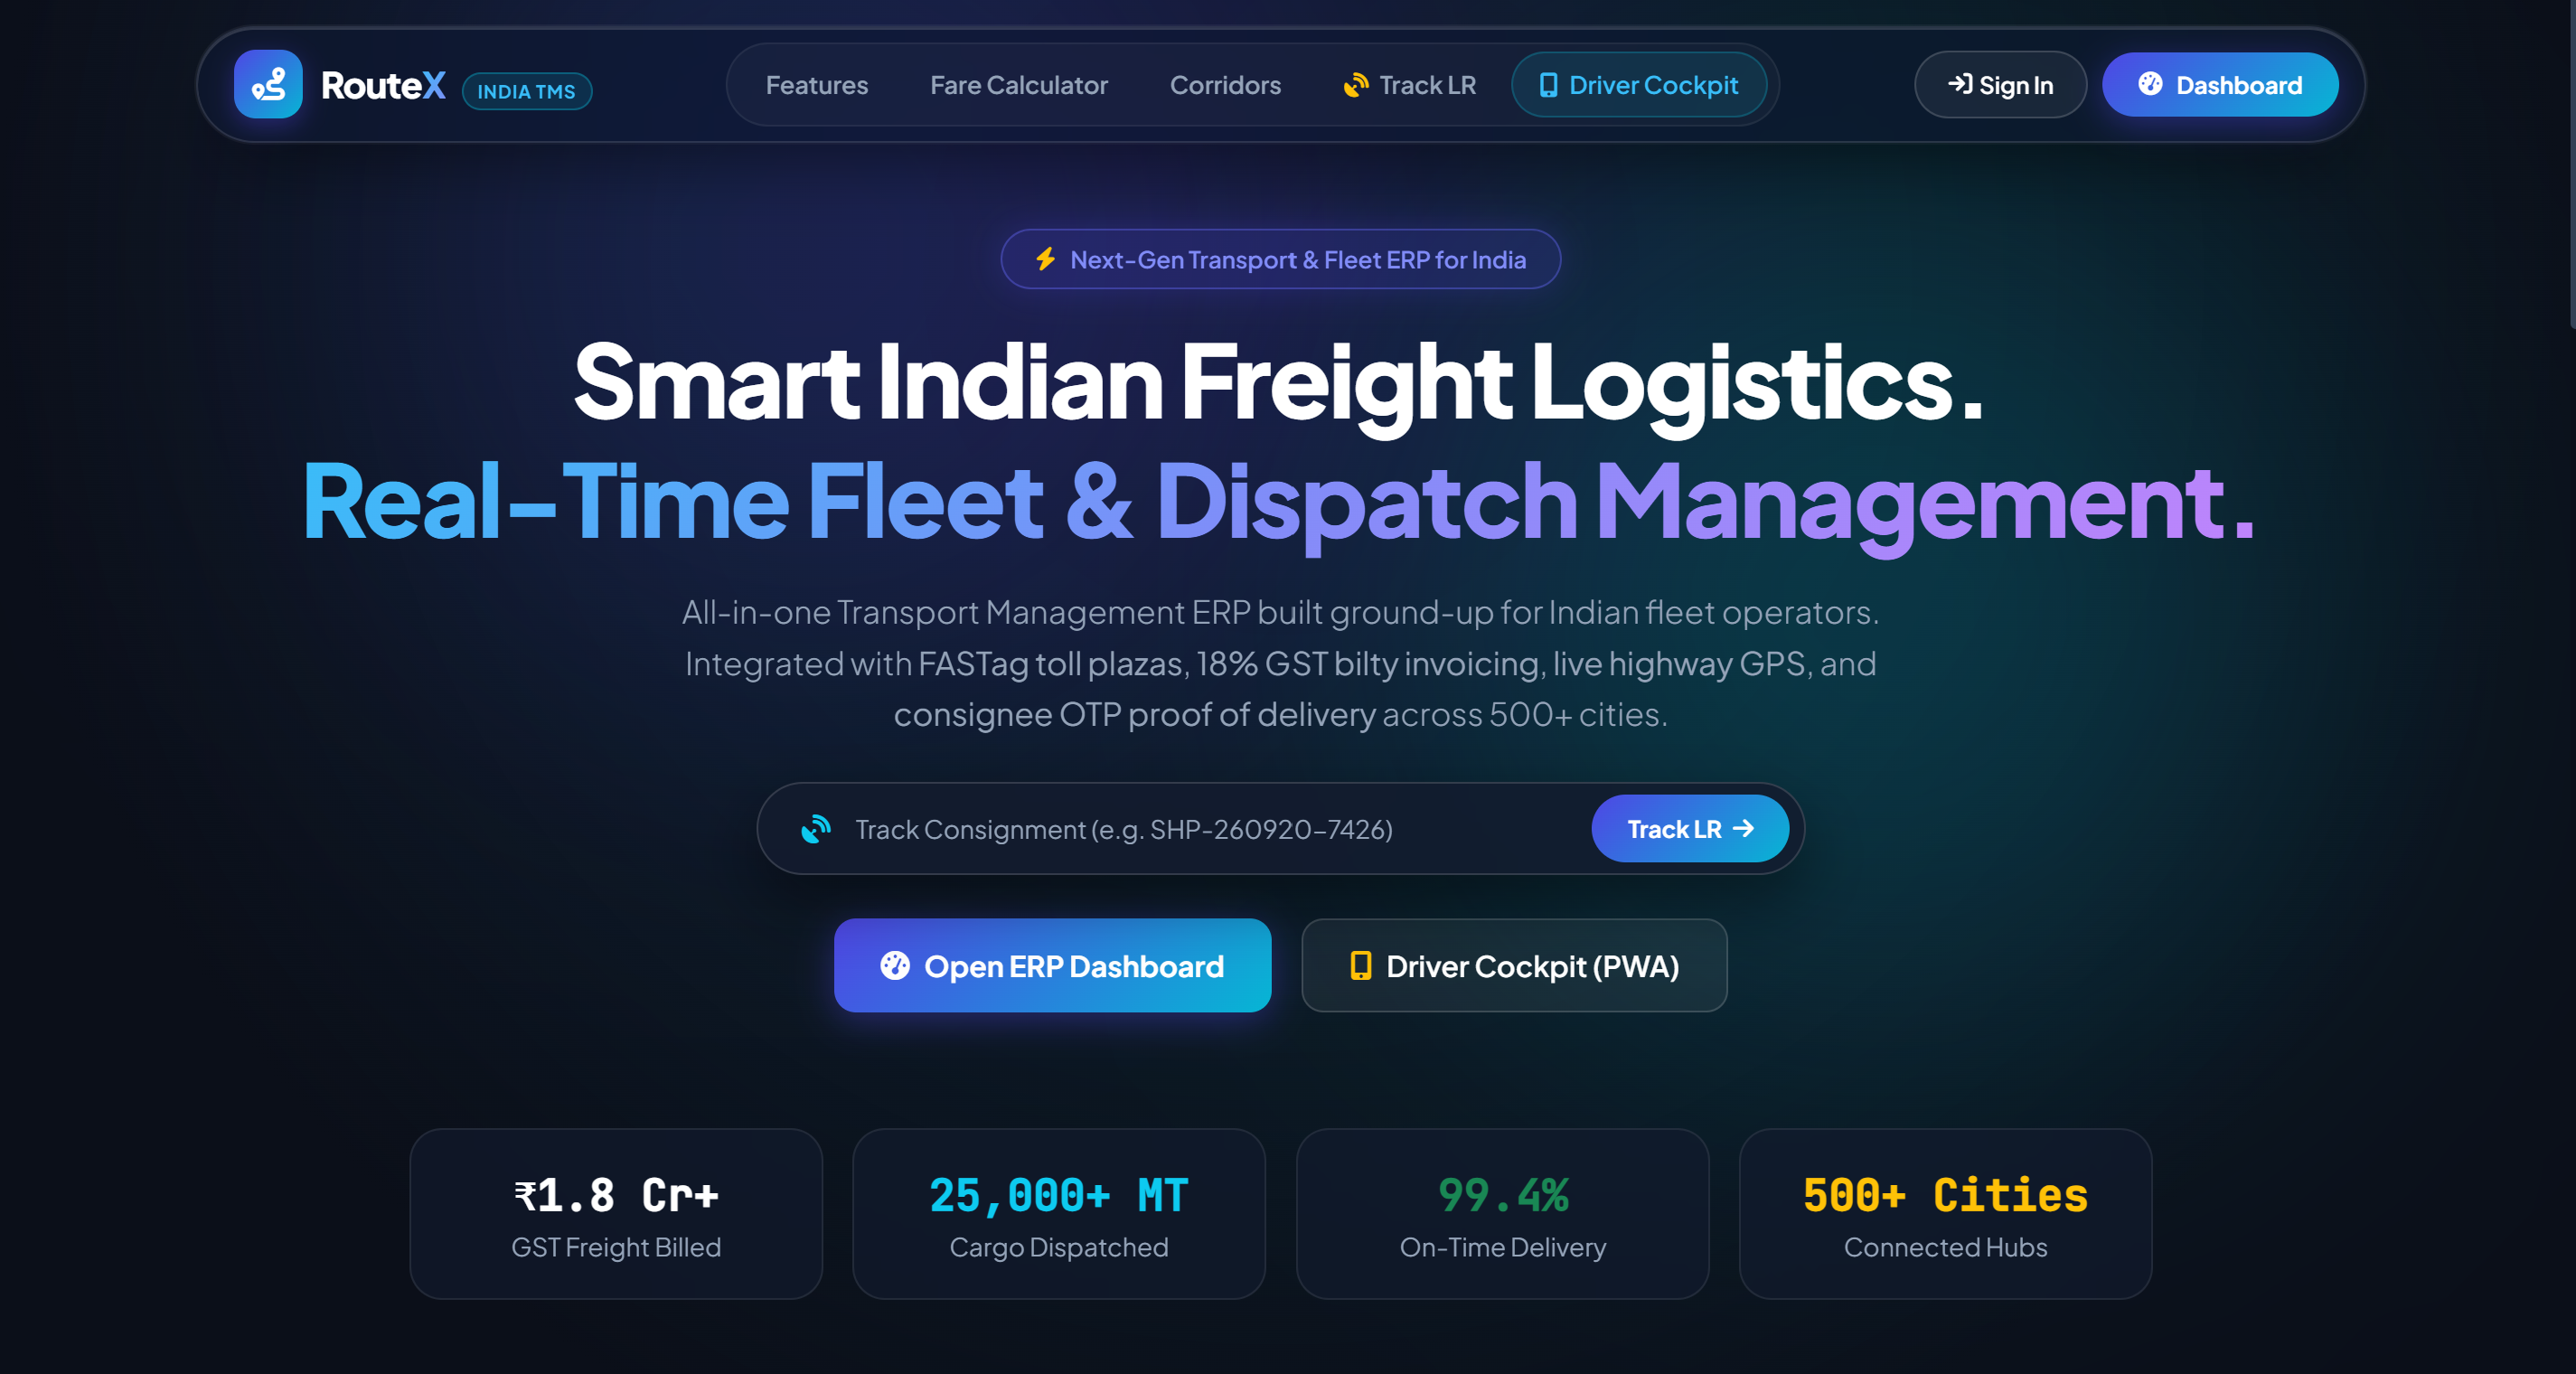 RouteX INDIA TMS Features Fare Calculator Corridors Track LR Driver Cockpit Sign In Dashboard
Next-Gen Transport & Fleet ERP for India
Smart Indian Freight Logistics.
Real-Time Fleet & Dispatch Management.
All-in-one Transport Management ERP built ground-up for Indian fleet operators.
Integrated with FASTag toll plazas, 18% GST bilty invoicing, live highway GPS, and
consignee OTP proof of delivery across 500+ cities.
Track Consignment (e.g. SHP-260920-7426) Track LR →
Open ERP Dashboard Driver Cockpit (PWA)
₹1.8 Cr+ 25,000+ MT 99.4% 500+ Cities
GST Freight Billed Cargo Dispatched On-Time Delivery Connected Hubs